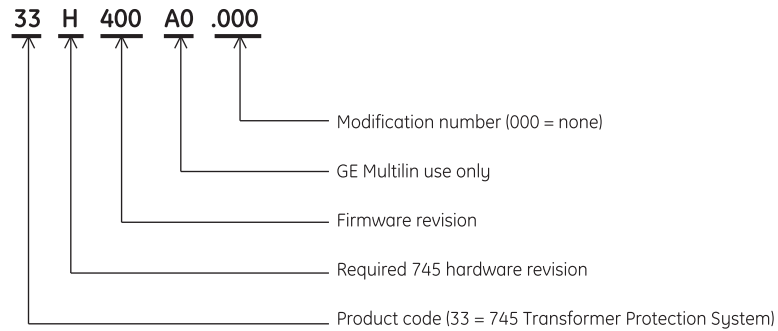 33 H 400 A0 .000
Modification number (000 = none)
GE Multilin use only
Firmware revision
Required 745 hardware revision
Product code (33 = 745 Transformer Protection System)